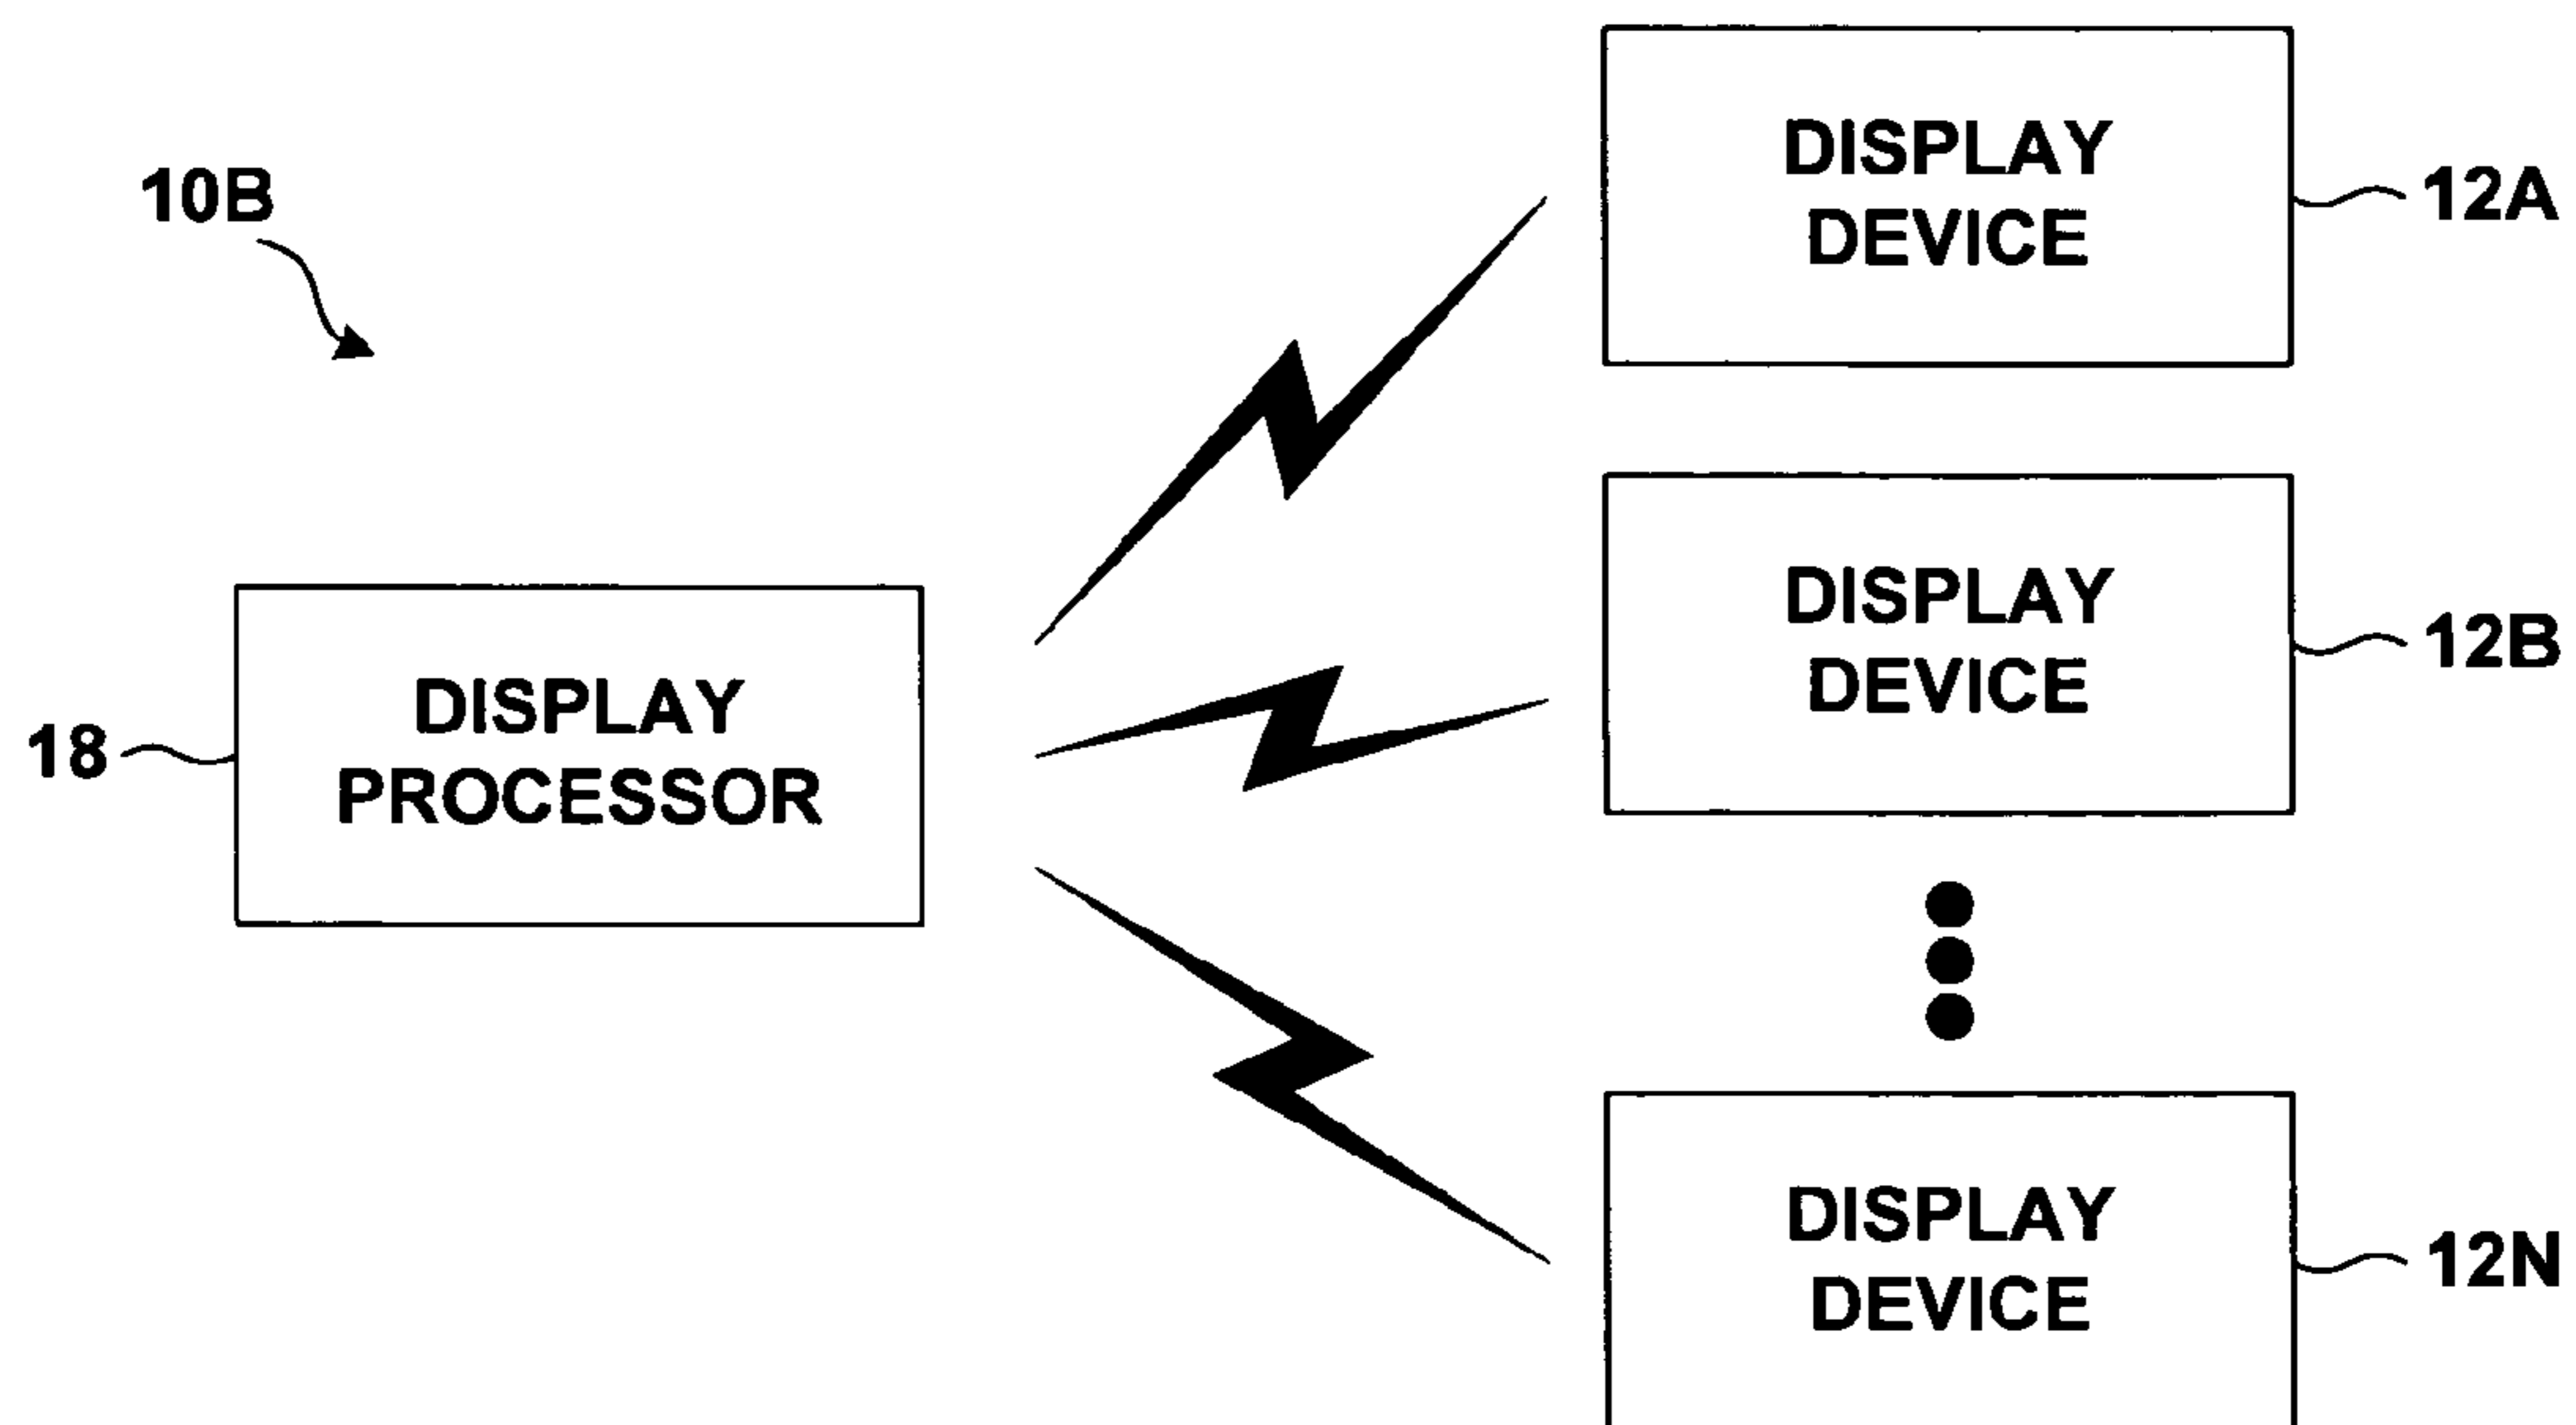 10B
DISPLAY
DEVICE
12A
DISPLAY
DEVICE
12B
18
DISPLAY
PROCESSOR
DISPLAY
DEVICE
12N